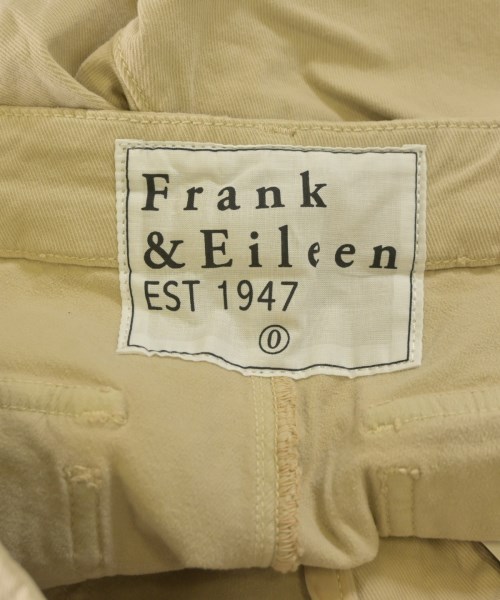 Frank
& Eileen
EST 1947
0